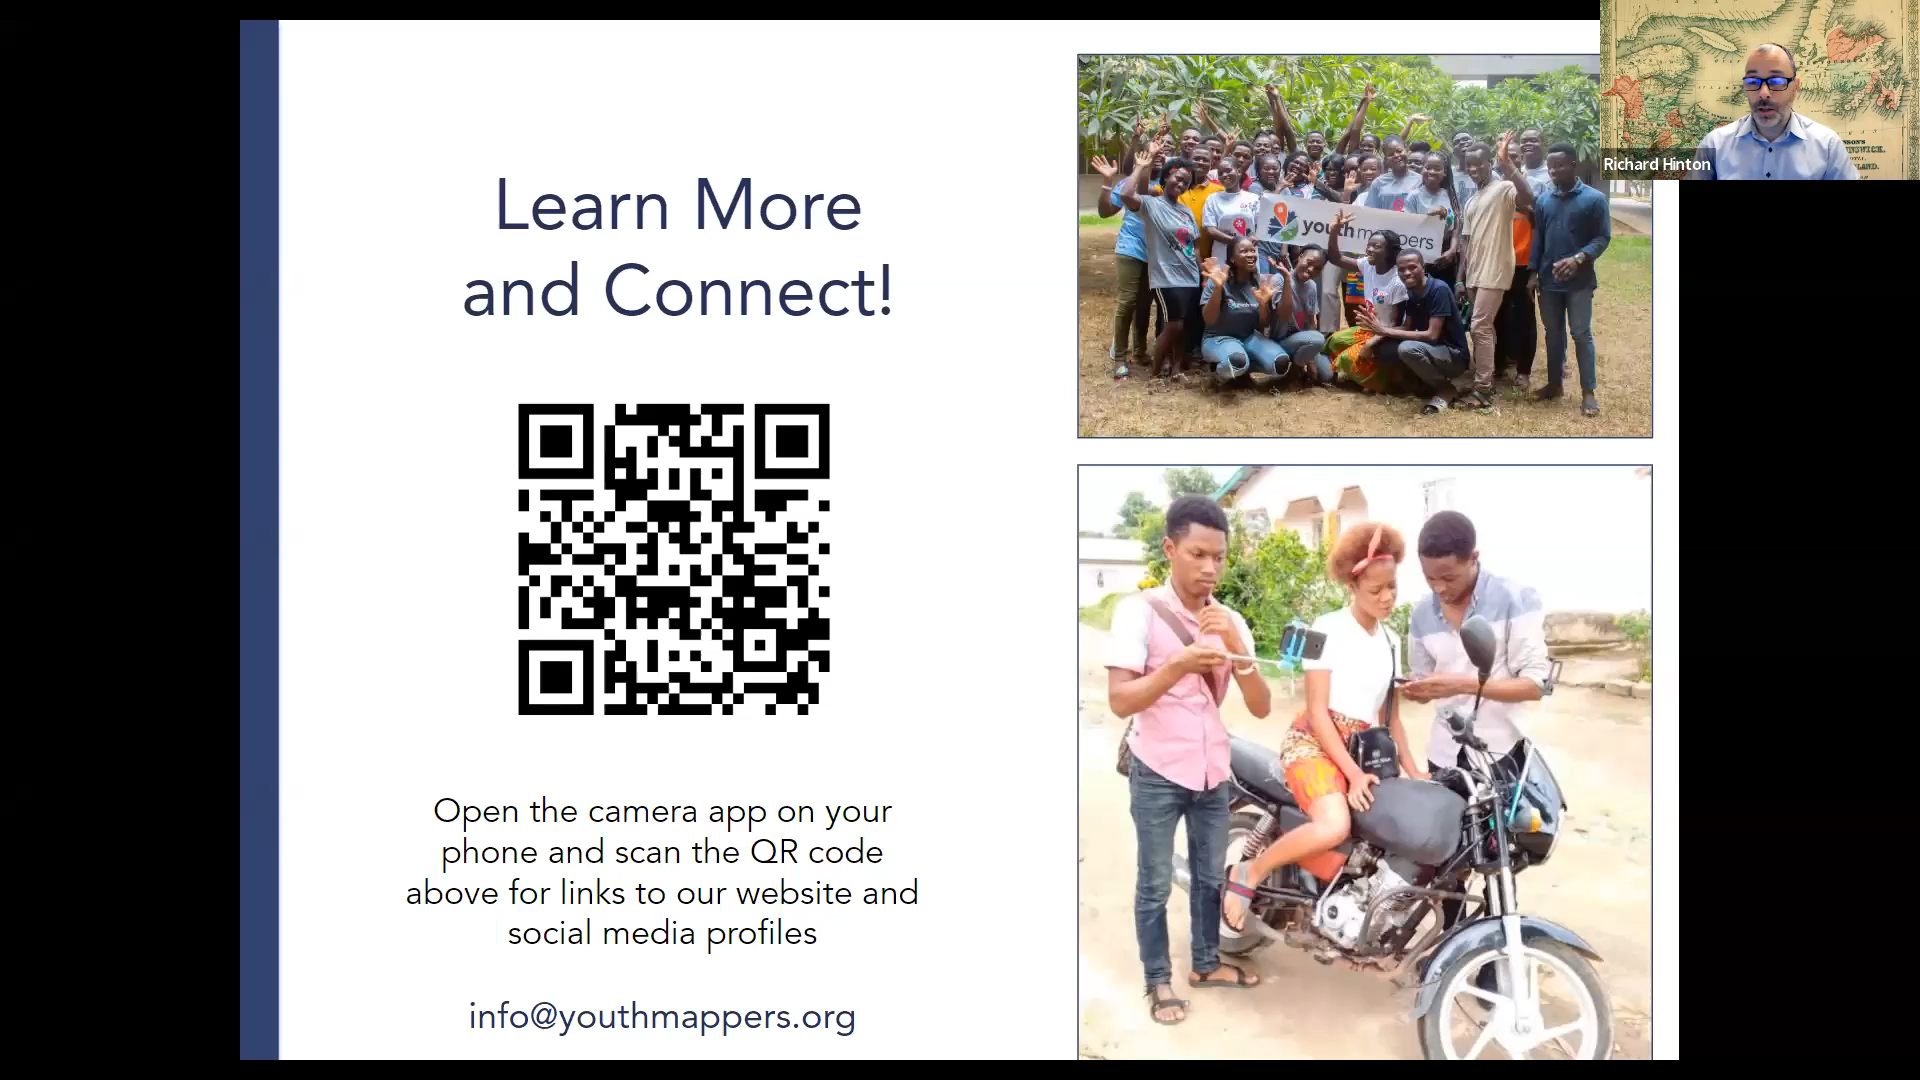 Learn More
and Connect!
Open the camera app on your
phone and scan the QR code
above for links to our website and
social media profiles
info@youthmappers.org
youthmappers
Richard Hinton